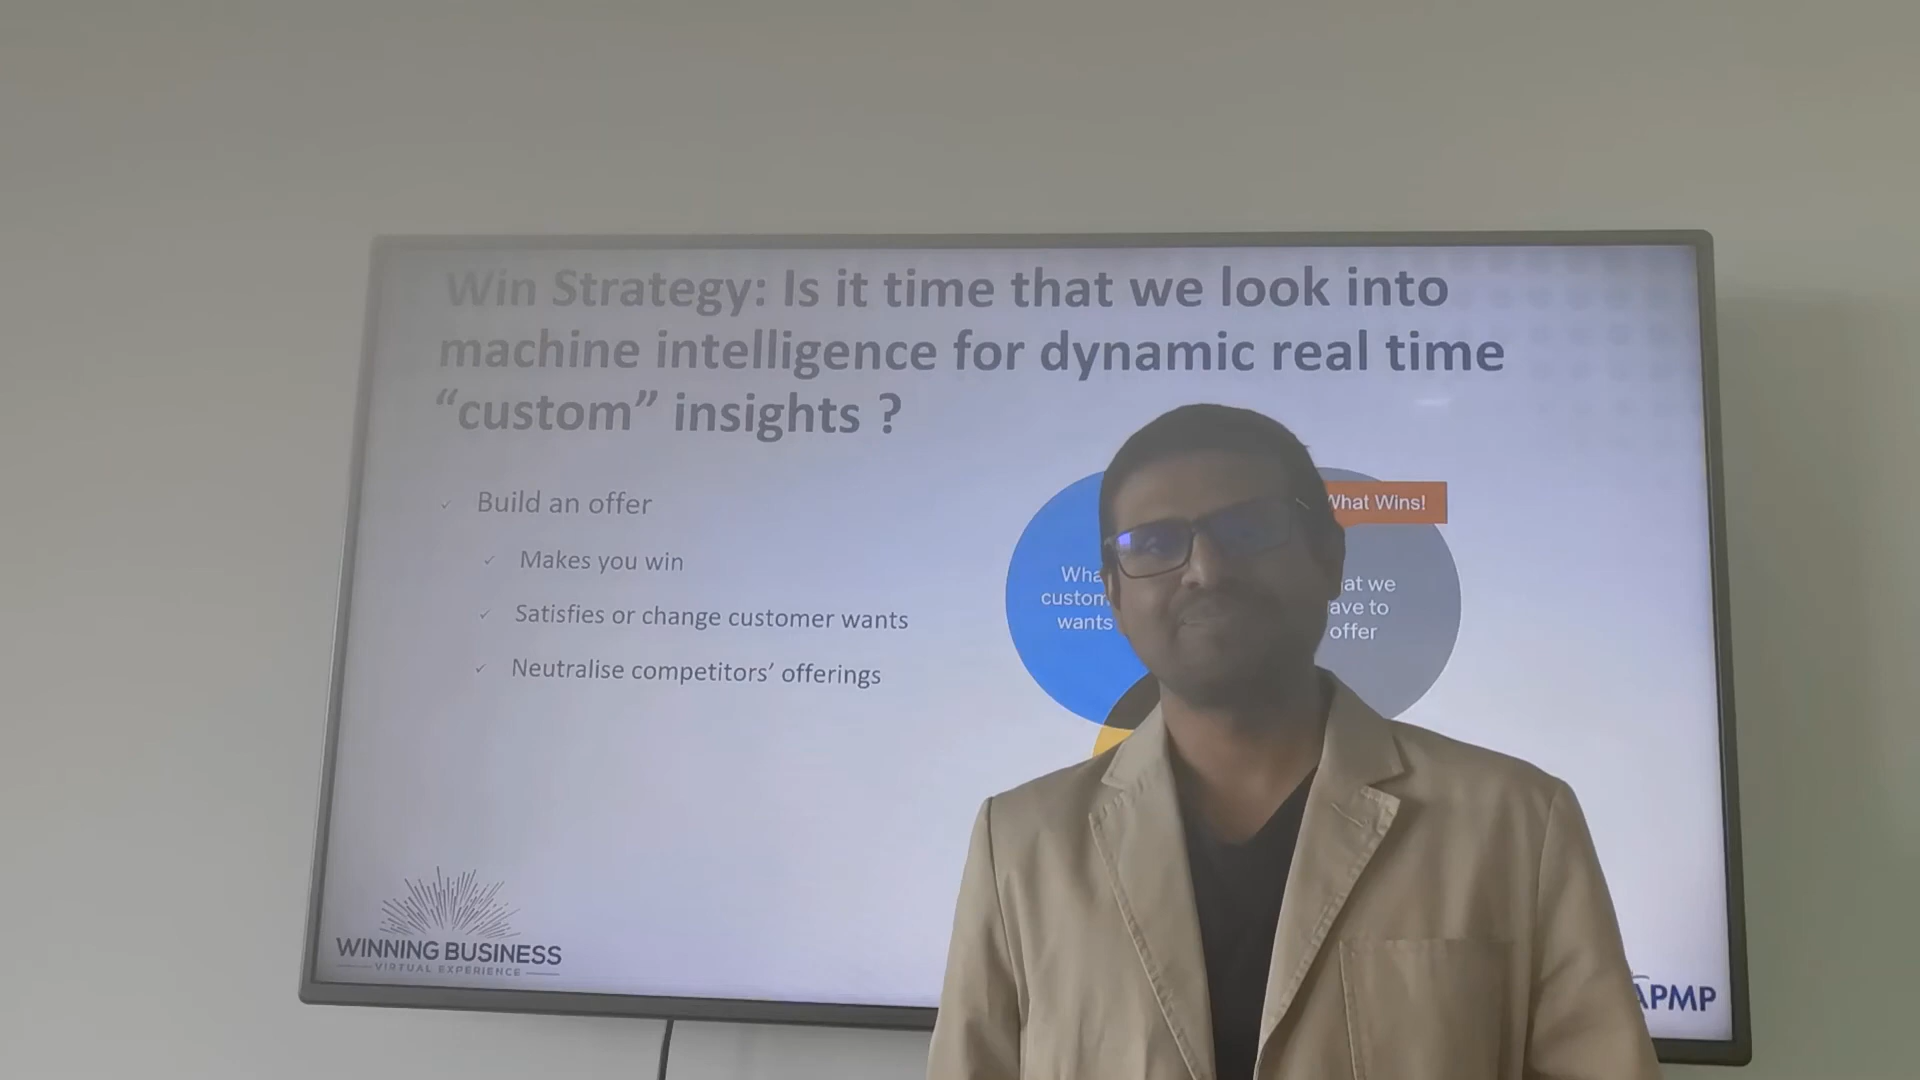 Win Strategy: Is it time that we look into
machine intelligence for dynamic real time
“custom” insights ?
Build an offer
Makes you win
Satisfies or change customer wants
Neutralise competitors’ offerings
What Wins!
wants
offer
WINNING BUSINESS
VIRTUAL EXPERIENCE
APMP